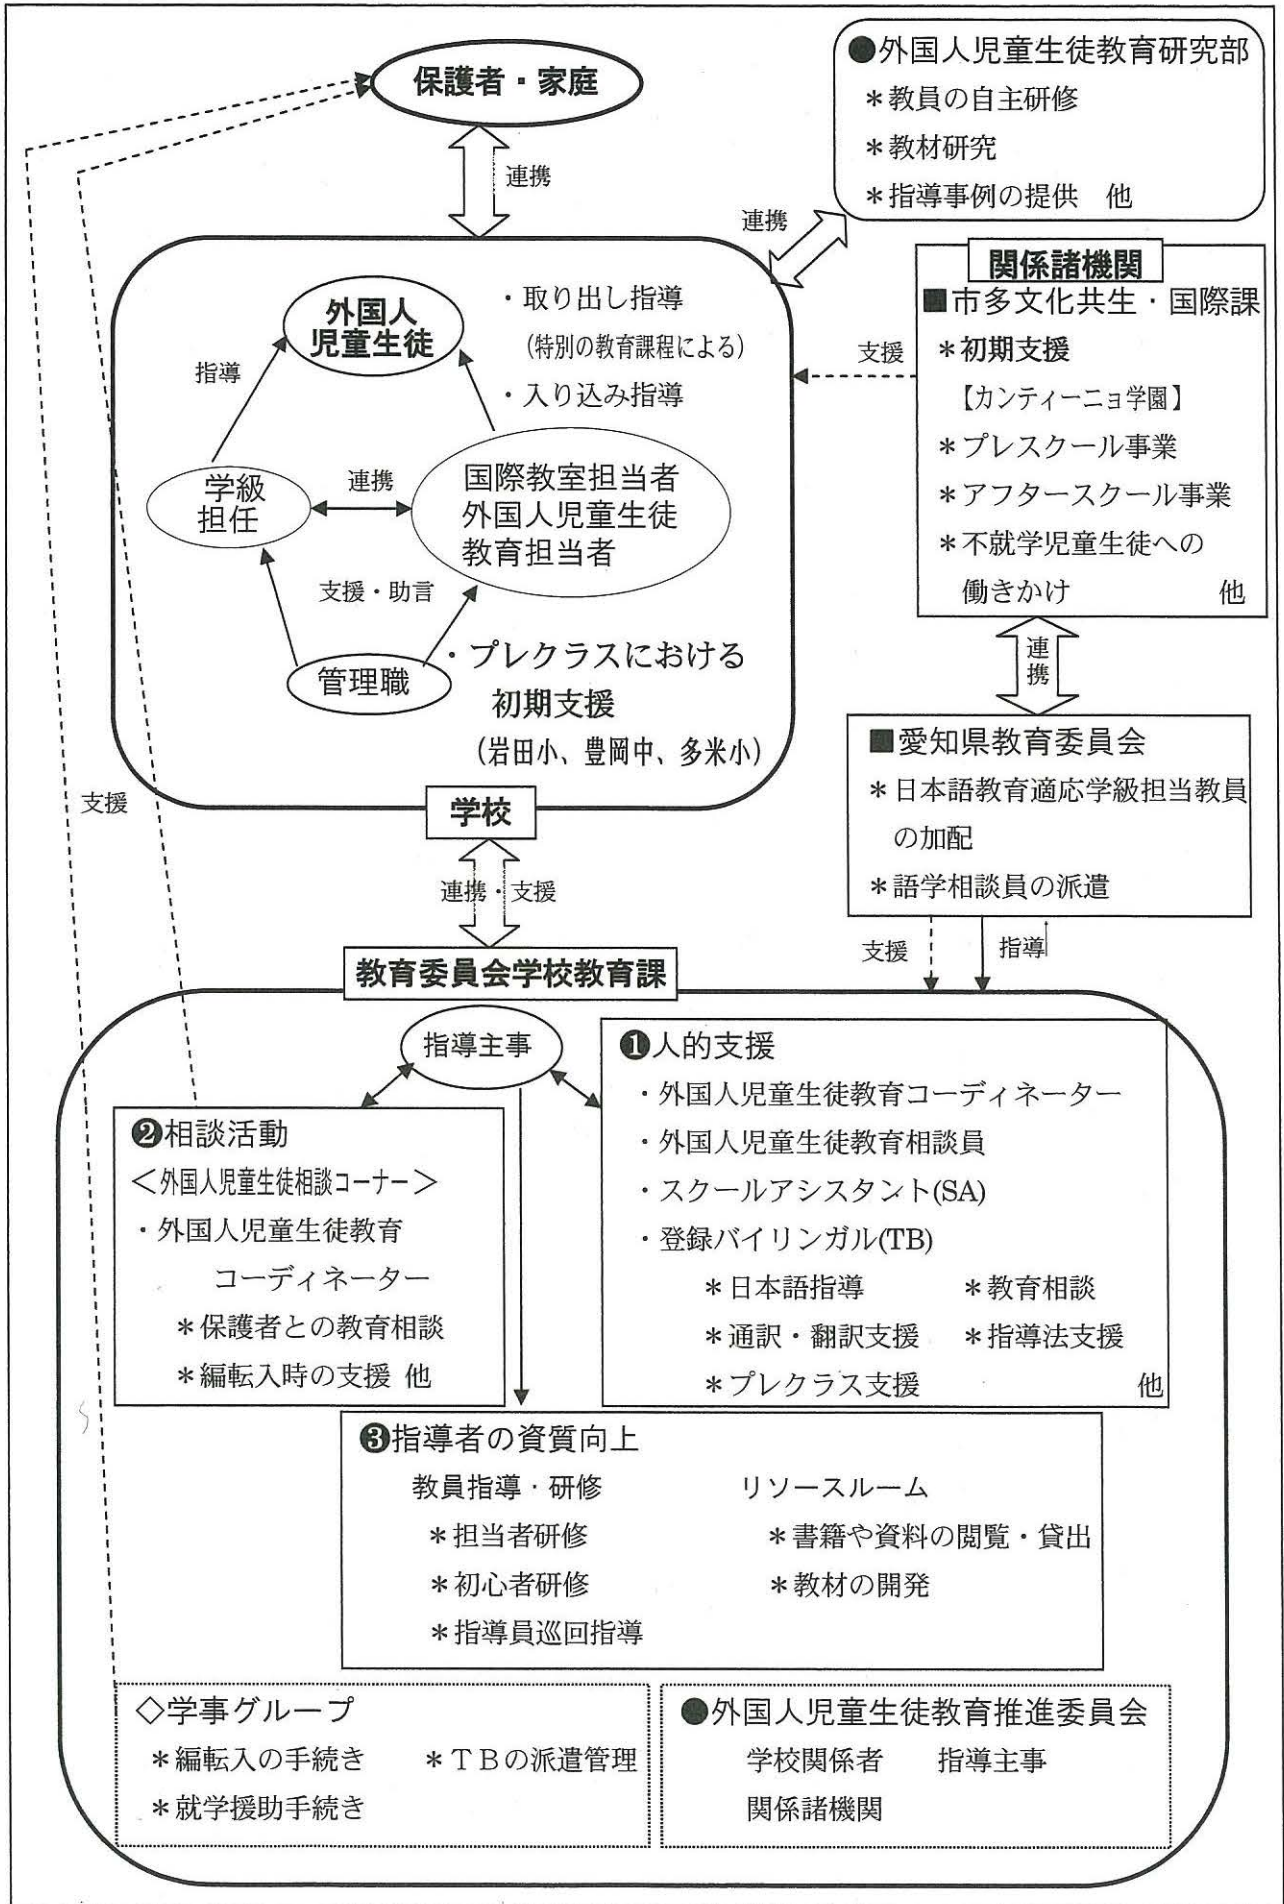 保護者・家庭
連携
●外国人児童生徒教育研究部
＊教員の自主研修
＊教材研究
＊指導事例の提供　他
連携
外国人
児童生徒
・取り出し指導
（特別の教育課程による）
・入り込み指導
指導
学級
担任
連携
国際教室担当者
外国人児童生徒
教育担当者
支援・助言
管理職
・プレクラスにおける
初期支援
（岩田小、豊岡中、多米小）
学校
支援
関係諸機関
■市多文化共生・国際課
＊初期支援
【カンティーニョ学園】
＊プレスクール事業
＊アフタースクール事業
＊不就学児童生徒への
働きかけ　　　　他
連携
■愛知県教育委員会
＊日本語教育適応学級担当教員
の加配
＊語学相談員の派遣
支援
指導
支援
連携・支援
教育委員会学校教育課
指導主事
❶人的支援
・外国人児童生徒教育コーディネーター
・外国人児童生徒教育相談員
・スクールアシスタント(SA)
・登録バイリンガル(TB)
＊日本語指導　　＊教育相談
＊通訳・翻訳支援　＊指導法支援
＊プレクラス支援　　　　他
❷相談活動
＜外国人児童生徒相談コーナー＞
・外国人児童生徒教育
コーディネーター
＊保護者との教育相談
＊編転入時の支援 他
❸指導者の資質向上
教員指導・研修
＊担当者研修
＊初心者研修
＊指導員巡回指導
リソースルーム
＊書籍や資料の閲覧・貸出
＊教材の開発
◇学事グループ
＊編転入の手続き　　＊ＴＢの派遣管理
＊就学援助手続き
●外国人児童生徒教育推進委員会
学校関係者　　指導主事
関係諸機関